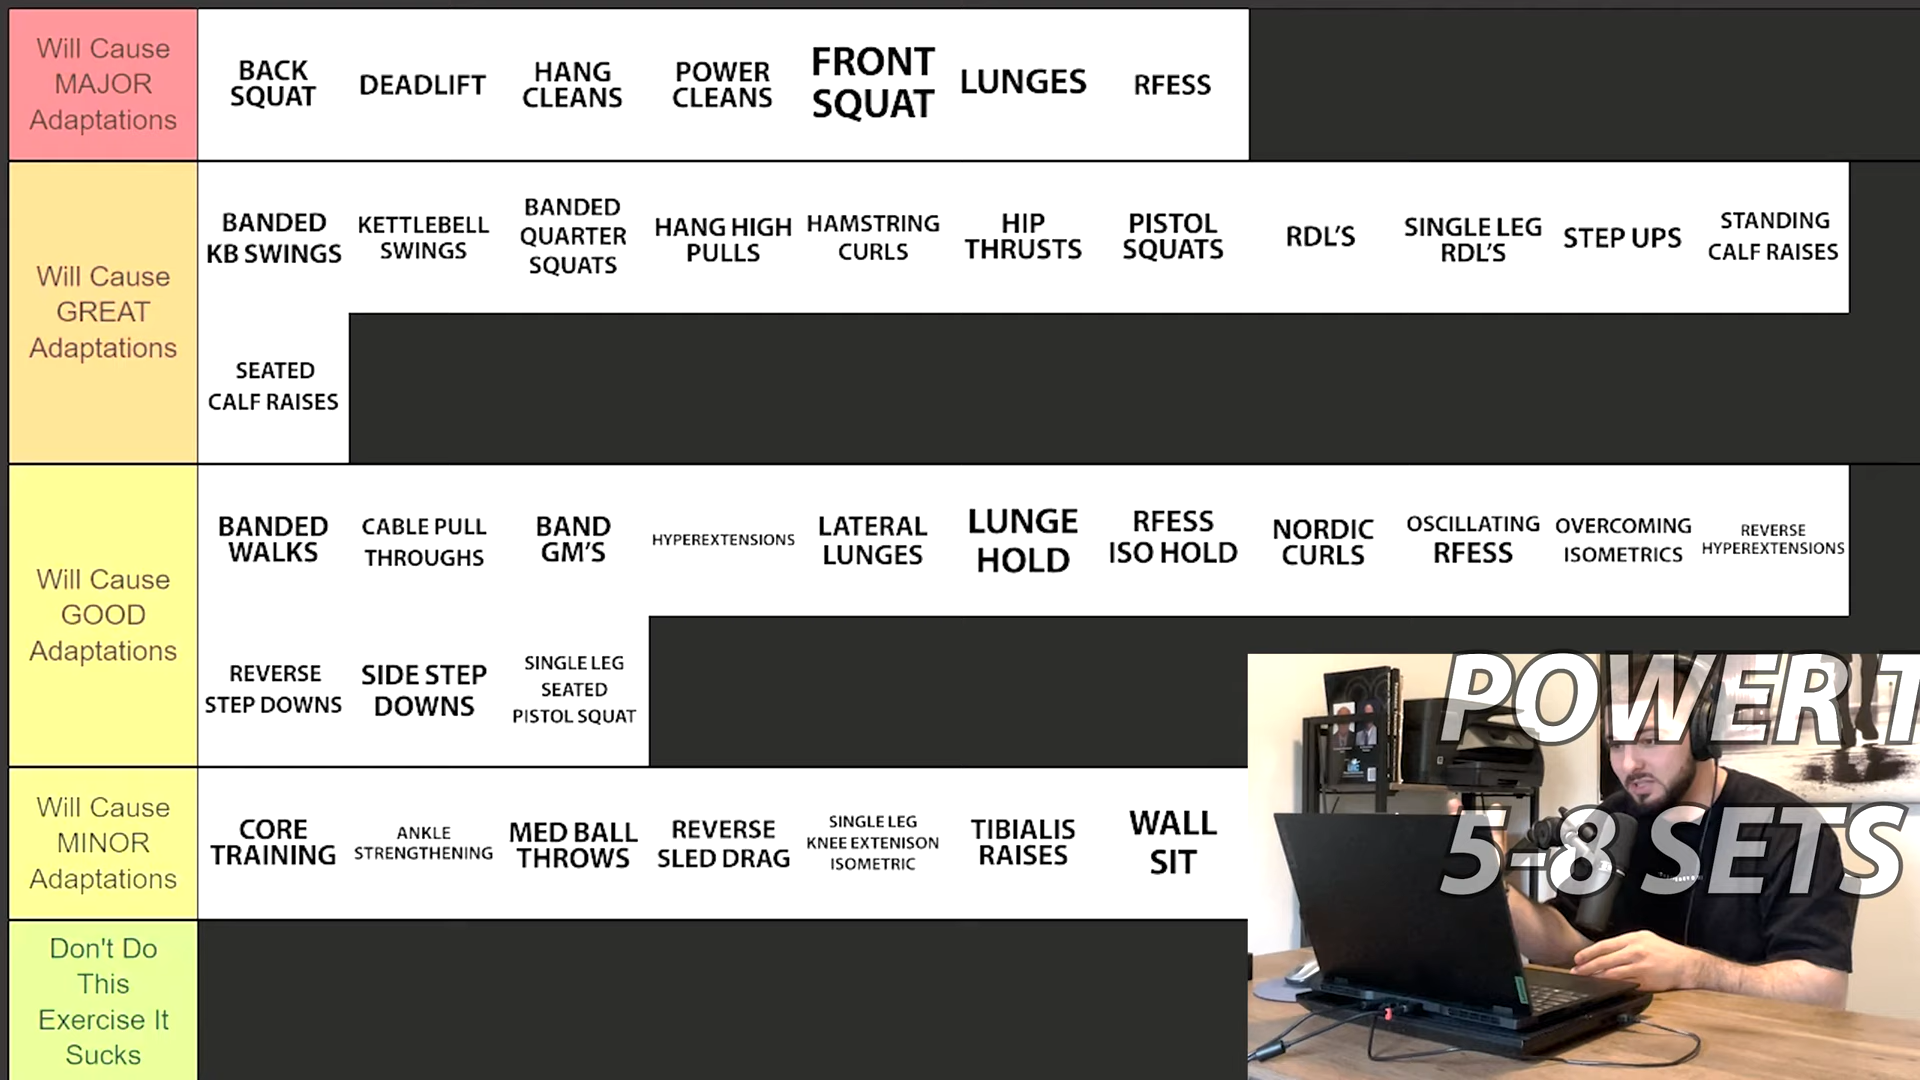 Will Cause
MAJOR
Adaptations
BACK
SQUAT
DEADLIFT
HANG
CLEANS
POWER
CLEANS
FRONT
SQUAT
LUNGES
RFESS
Will Cause
GREAT
Adaptations
BANDED
KB SWINGS
KETTLEBELL
SWINGS
BANDED
QUARTER
SQUATS
HANG HIGH
PULLS
HAMSTRING
CURLS
HIP
THRUSTS
PISTOL
SQUATS
RDL'S
SINGLE LEG
RDL'S
STEP UPS
STANDING
CALF RAISES
SEATED
CALF RAISES
Will Cause
GOOD
Adaptations
BANDED
WALKS
CABLE PULL
THROUGHS
BAND
GM'S
HYPEREXTENSIONS
LATERAL
LUNGES
LUNGE
HOLD
RFESS
ISO HOLD
NORDIC
CURLS
OSCILLATING
RFESS
OVERCOMING
ISOMETRICS
REVERSE
HYPEREXTENSIONS
REVERSE
STEP DOWNS
SIDE STEP
DOWNS
SINGLE LEG
SEATED
PISTOL SQUAT
Will Cause
MINOR
Adaptations
CORE
TRAINING
ANKLE
STRENGTHENING
MED BALL
THROWS
REVERSE
SLED DRAG
SINGLE LEG
KNEE EXTENISON
ISOMETRIC
TIBIALIS
RAISES
WALL
SIT
Don't Do
This
Exercise It
Sucks
POWER T
5-8 SETS